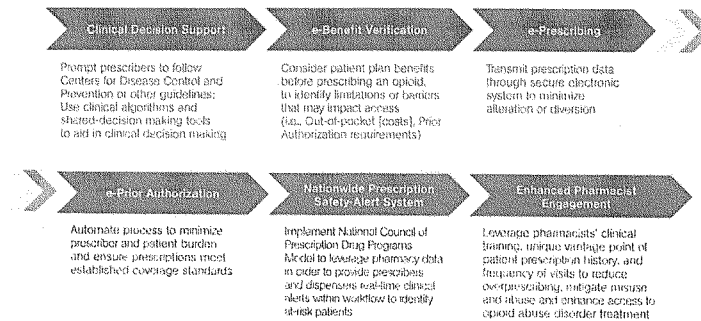 Clinical Decision Support
e-Benefit Verification
e-Prescribing
Prompt prescribers to follow
Centers for Disease Control and
Prevention or other guidelines;
Use clinical algorithms and
shared-decision making tools
to aid in clinical decision making
Consider patient plan benefits
before prescribing an opioid,
to identify limitations or barriers
that may impact access
(i.e., Out-of-pocket [costs], Prior
Authorization requirements)
Transmit prescription data
through secure electronic
system to minimize
alteration or diversion
e-Prior Authorization
Nationwide Prescription
Safety-Alert System
Enhanced Pharmacist
Engagement
Automate process to minimize
prescriber and patient burden
and ensure prescriptions meet
established coverage standards
Implement National Council of
Prescription Drug Programs
Model to leverage pharmacy data
in order to provide prescribers
and dispensers real-time clinical
alerts within workflow to identify
at-risk patients
Leverage pharmacists' clinical
training, unique vantage point of
patient prescription history, and
frequency of visits to reduce
overprescribing, mitigate misuse
and abuse and enhance access to
opioid abuse disorder treatment